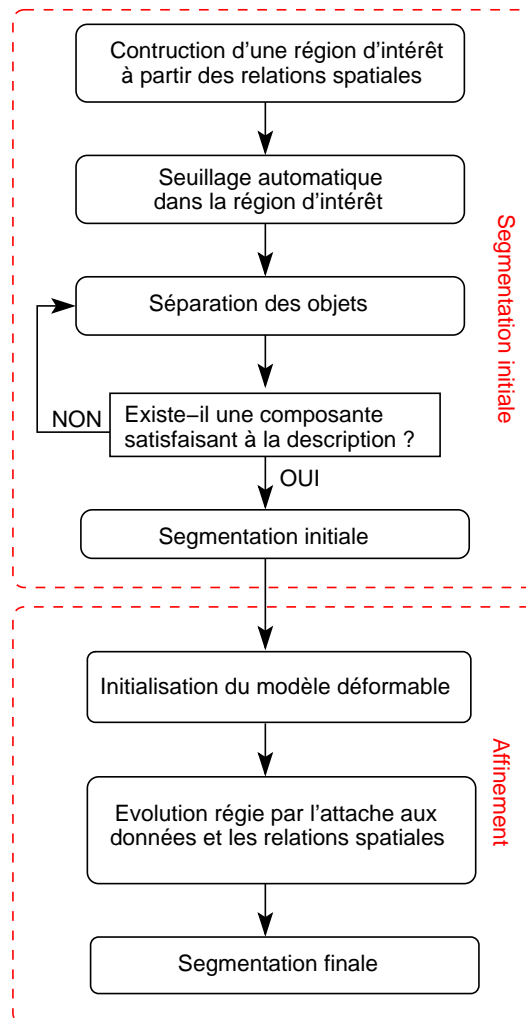 Contruction d'une région d'intérêt
à partir des relations spatiales
Seuillage automatique
dans la région d'intérêt
Séparation des objets
NON
Existe–il une composante
satisfaisant à la description ?
OUI
Segmentation initiale
Segmentation initiale
Initialisation du modèle déformable
Evolution régie par l'attache aux
données et les relations spatiales
Segmentation finale
Affinement